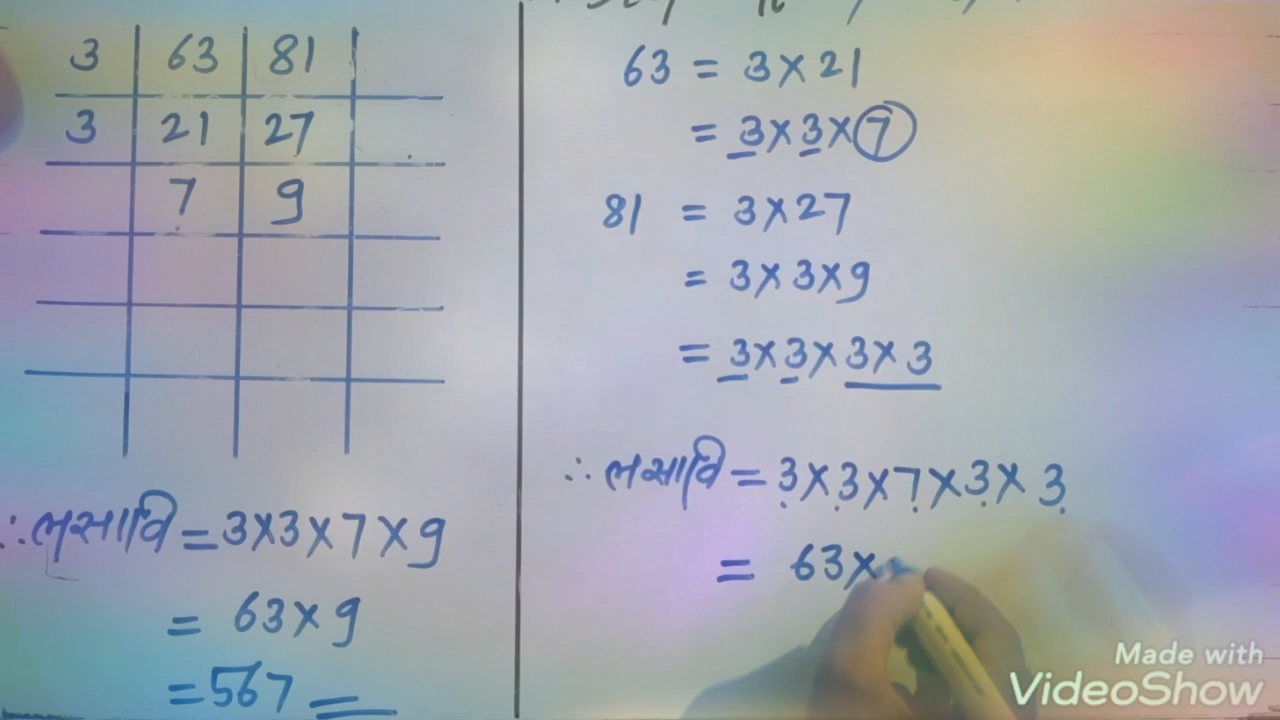 3 63 81
3 21 27
7 9
∴ लसावि = 3×3×7×9
= 63×9
= 567
63 = 3×21
= 3×3×7
81 = 3×27
= 3×3×9
= 3×3×3×3
∴ लसावि = 3×3×7×3×3
= 63×
Made with
VideoShow